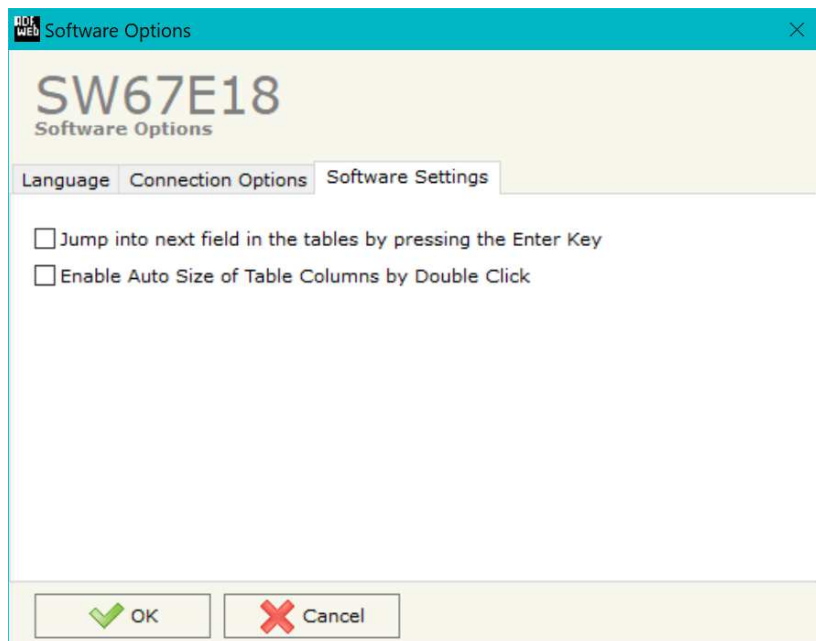 ADF
WEB Software Options
SW67E18
Software Options
Language Connection Options Software Settings
Jump into next field in the tables by pressing the Enter Key
Enable Auto Size of Table Columns by Double Click
OK Cancel